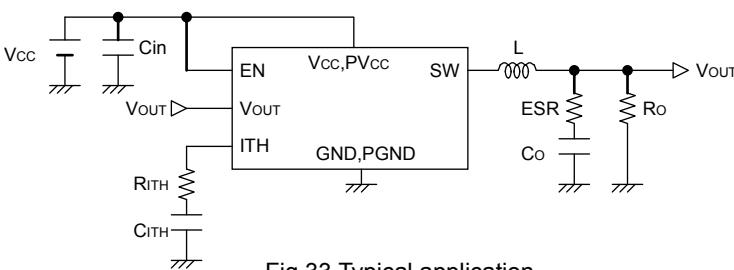 VCC
Cin
EN
VCC,PVCC
SW
L
VOUT
VOUT
VOUT
ITH
GND,PGND
ESR
RO
CO
RITH
CITH
Fig.33 Typical application